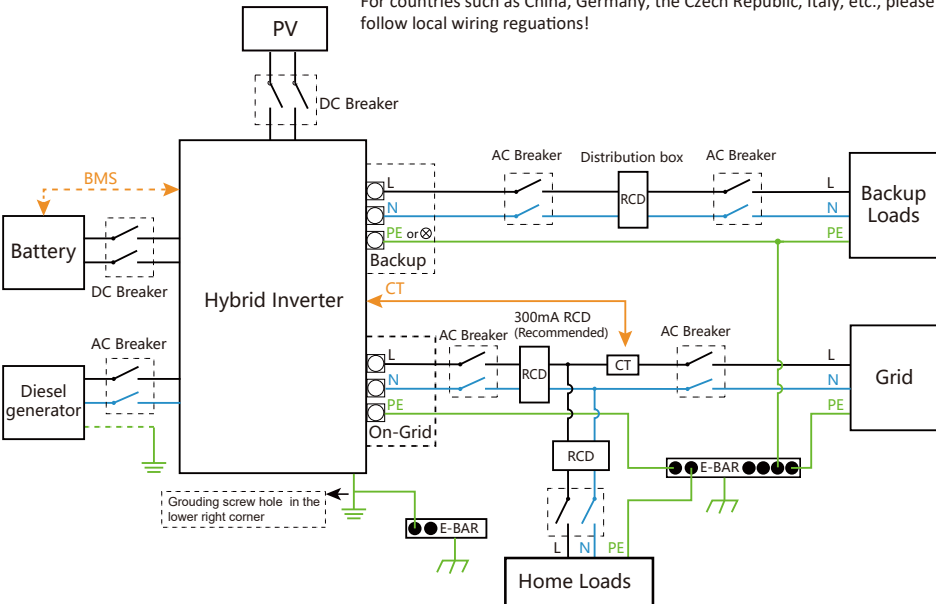 For countries such as China, Germany, the Czech Republic, Italy, etc., please
follow local wiring reguations!
PV
DC Breaker
BMS
Battery
DC Breaker
AC Breaker
Diesel
generator
Hybrid Inverter
L
N
PE or
Backup
AC Breaker
Distribution box
RCD
AC Breaker
L
N
PE
Backup
Loads
CT
300mA RCD
(Recommended)
AC Breaker
L
N
PE
On-Grid
RCD
CT
AC Breaker
L
N
PE
Grid
RCD
E-BAR
Grouding screw hole in the
lower right corner
E-BAR
L
N
PE
Home Loads